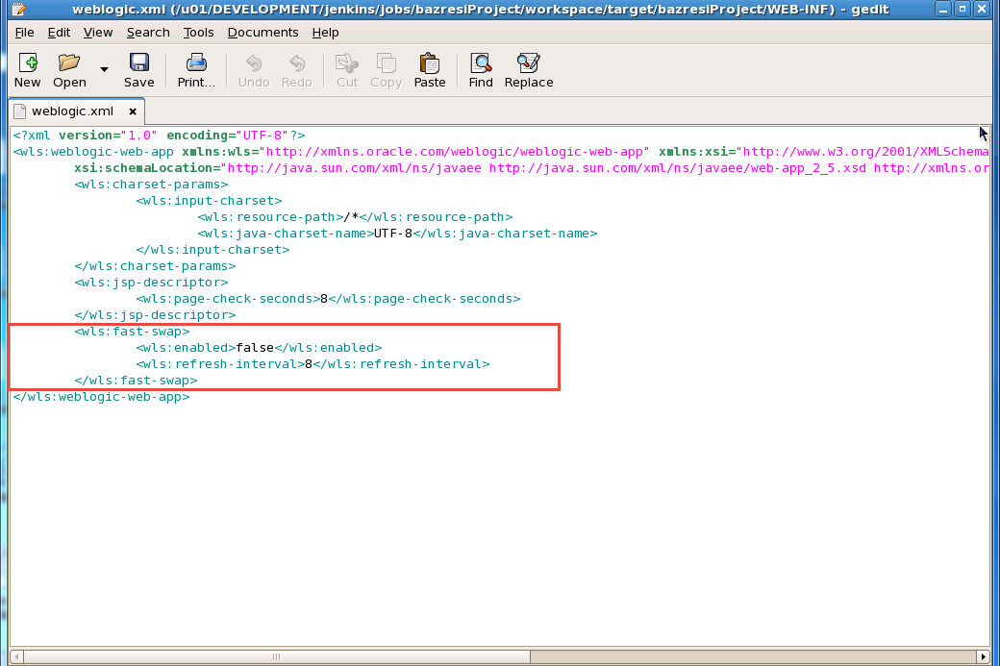 weblogic.xml (/u01/DEVELOPMENT/jenkins/jobs/bazresiProject/workspace/target/bazresiProject/WEB-INF) - gedit
File Edit View Search Tools Documents Help
New Open Save Print... Undo Redo Cut Copy Paste Find Replace
weblogic.xml
<?xml version="1.0" encoding="UTF-8"?>
<wls:weblogic-web-app xmlns:wls="http://xmlns.oracle.com/weblogic/weblogic-web-app" xmlns:xsi="http://www.w3.org/2001/XMLSchema
xsi:schemaLocation="http://java.sun.com/xml/ns/javaee http://java.sun.com/xml/ns/javaee/web-app_2_5.xsd http://xmlns.or
<wls:charset-params>
<wls:input-charset>
<wls:resource-path>/*</wls:resource-path>
<wls:java-charset-name>UTF-8</wls:java-charset-name>
</wls:input-charset>
</wls:charset-params>
<wls:jsp-descriptor>
<wls:page-check-seconds>8</wls:page-check-seconds>
</wls:jsp-descriptor>
<wls:fast-swap>
<wls:enabled>false</wls:enabled>
<wls:refresh-interval>8</wls:refresh-interval>
</wls:fast-swap>
</wls:weblogic-web-app>